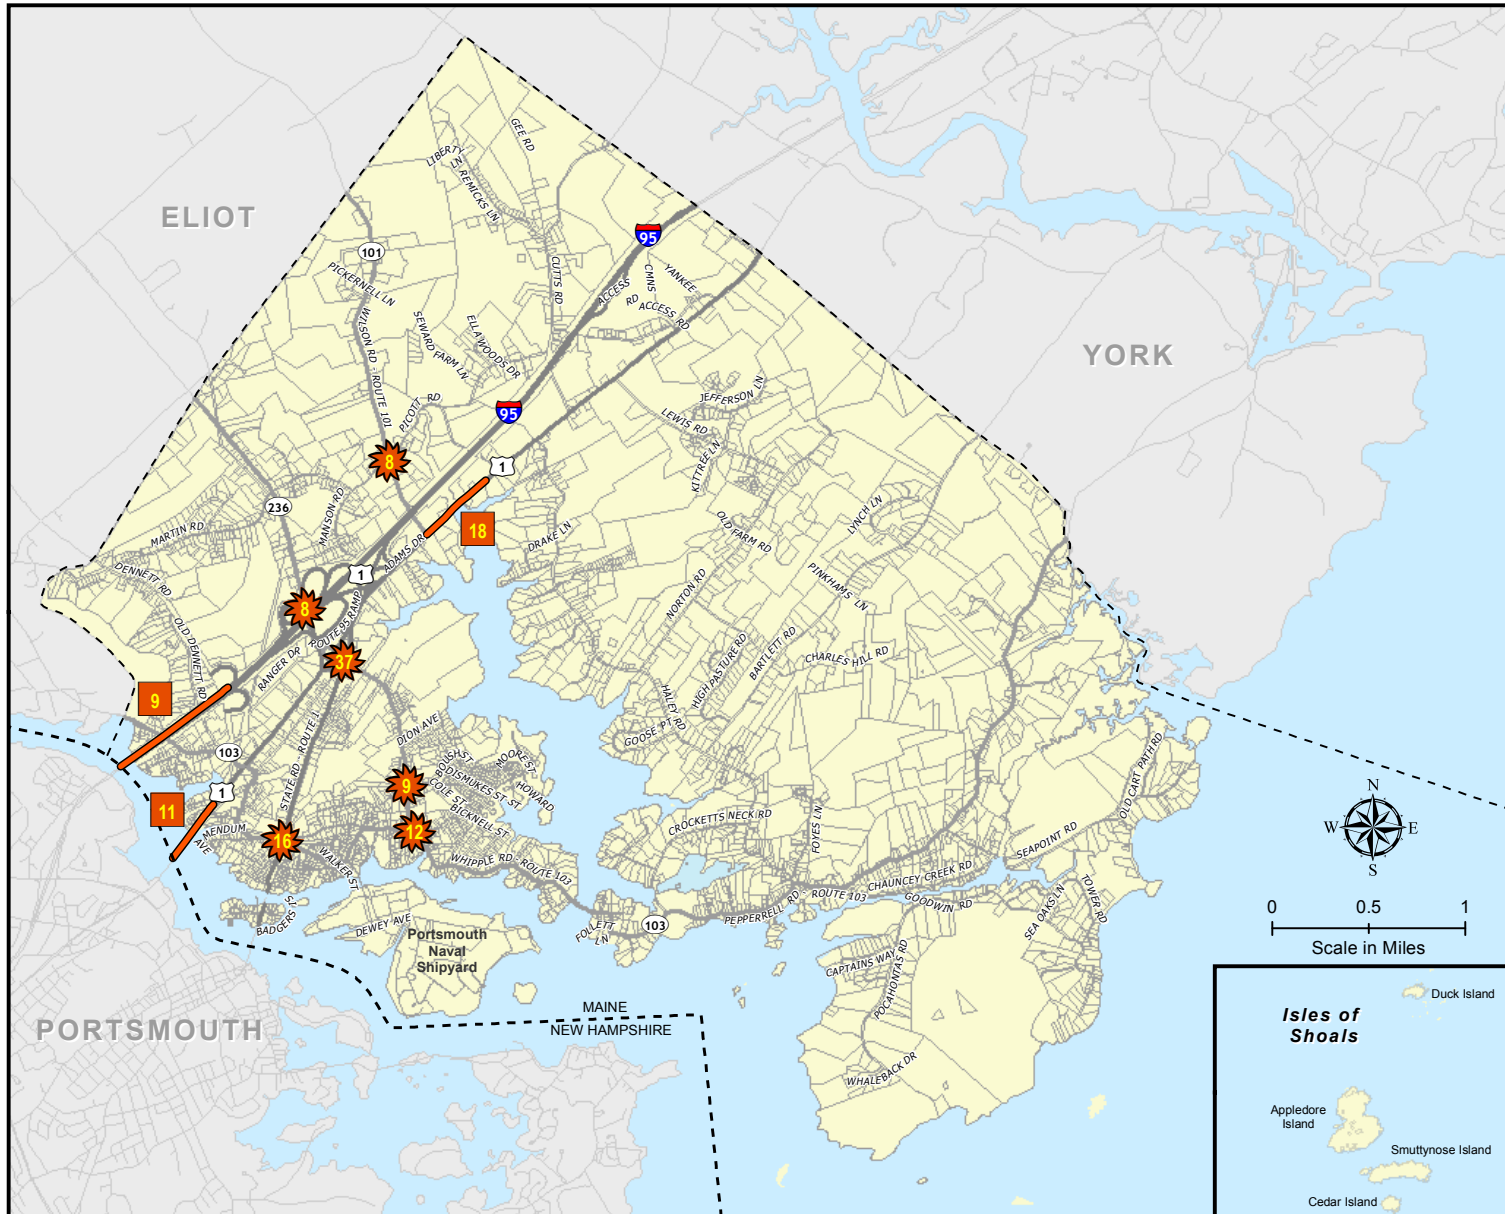 GEE RD
LIBERTY
LN
REMICKS LN
ELIOT
95
101
PICKERNELL LN
CUTTS RD
ACCESS
RD
CMNS
YANKEE
ACCESS RD
WILSON RD - ROUTE 101
SEWARD
FARM LN
ELLAWOODS DR
YORK
PICOTT RD
95
JEFFERSON LN
LEWIS RD
KITTREE LN
8
1
236
MANSON RD
MARTIN RD
18
DRAKE LN
OLD FARM RD
LYNCH LN
ADAMS DR
DENNETT RD
1
NORTON RD
PINKHAMS LN
8
ROUTE 95 RAMP
OLD DENNETT RD
RANGER DR
37
HIGH PASTURE RD
BARTLETT RD
CHARLES HILL RD
9
HALEY RD
GOOSE PT
103
STATE RD - ROUTE 1
DION AVE
BOUSH ST
MOORE ST
DISMUKES ST
ST
HOWARD
COLE ST
BICKNELL ST
9
1
11
MENDUM
AVE
16
12
WALKER ST
WHIPPLE RD - ROUTE 103
CROCKETTS NECK RD
FOYES LN
OLD CART PATH RD
SEAPOINT RD
N
W
E
S
CHAUNCEY CREEK RD
PEPPERRELL RD - ROUTE 103
GOODWIN RD
SEA OAKS LN
TOWER RD
BADGERS
IS
DEWEY AVE
Portsmouth
Naval
Shipyard
FOLLETT
LN
103
CAPTAINS WAY
POCAHONTAS RD
WHALEBACK DR
0
0.5
1
Scale in Miles
MAINE
NEW HAMPSHIRE
PORTSMOUTH
Isles of
Shoals
Duck Island
Appledore
Island
Smuttynose Island
Cedar Island